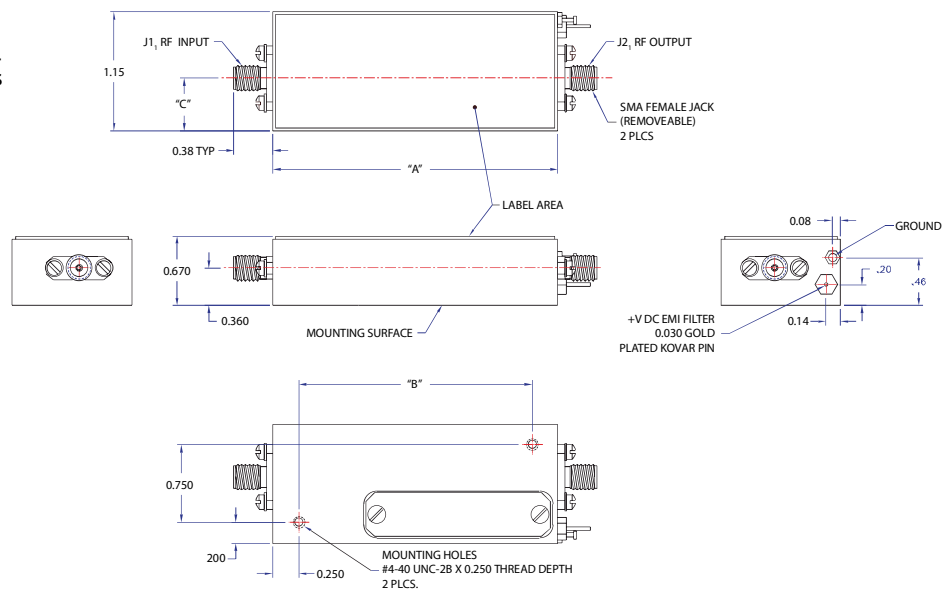 J1, RF INPUT
J2, RF OUTPUT
1.15
"C"
SMA FEMALE JACK
(REMOVEABLE)
2 PLCS
0.38 TYP
"A"
LABEL AREA
0.08
GROUND
0.670
.20
.46
0.360
MOUNTING SURFACE
+V DC EMI FILTER
0.030 GOLD
PLATED KOVAR PIN
0.14
"B"
0.750
200
0.250
MOUNTING HOLES
#4-40 UNC-2B X 0.250 THREAD DEPTH
2 PLCS.